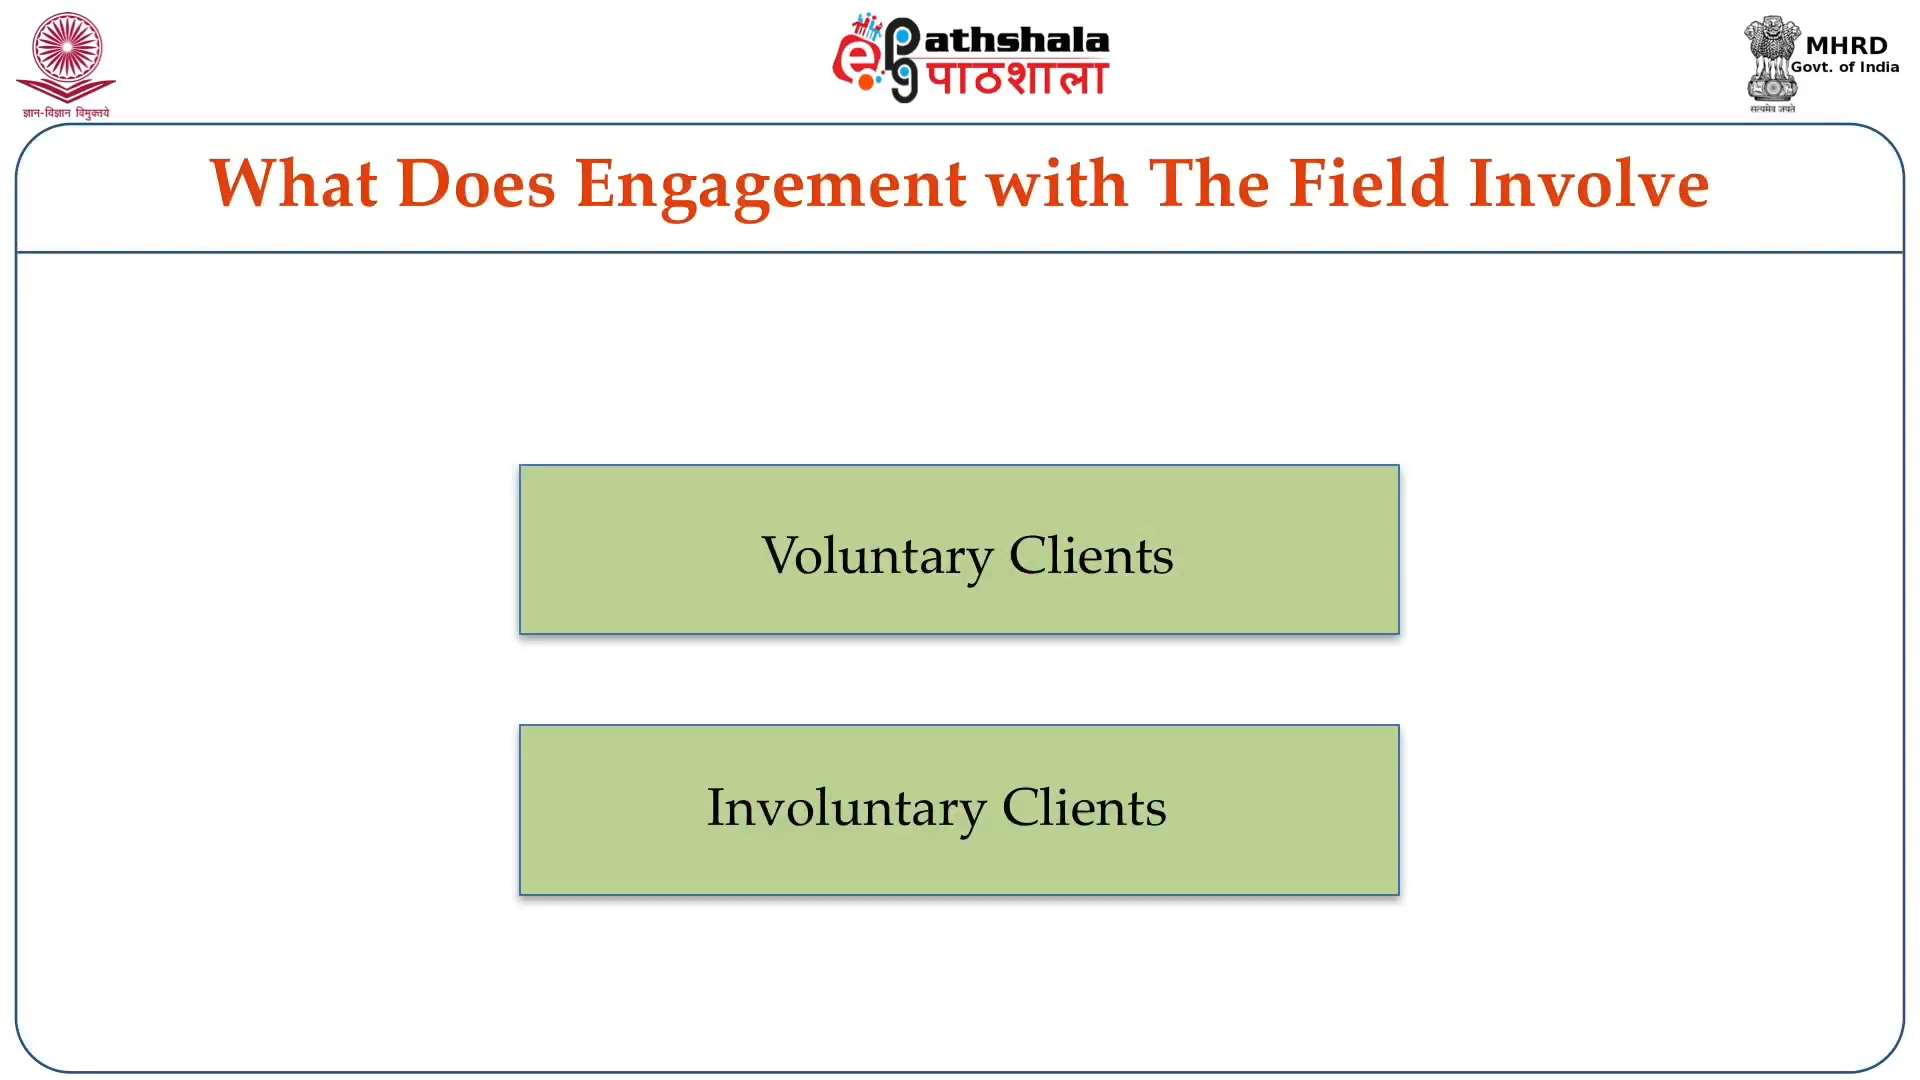 ज्ञान-विज्ञान विमुक्तये
e Pathshala
पाठशाला
MHRD
Govt. of India
सत्यमेव जयते
What Does Engagement with The Field Involve
Voluntary Clients
Involuntary Clients